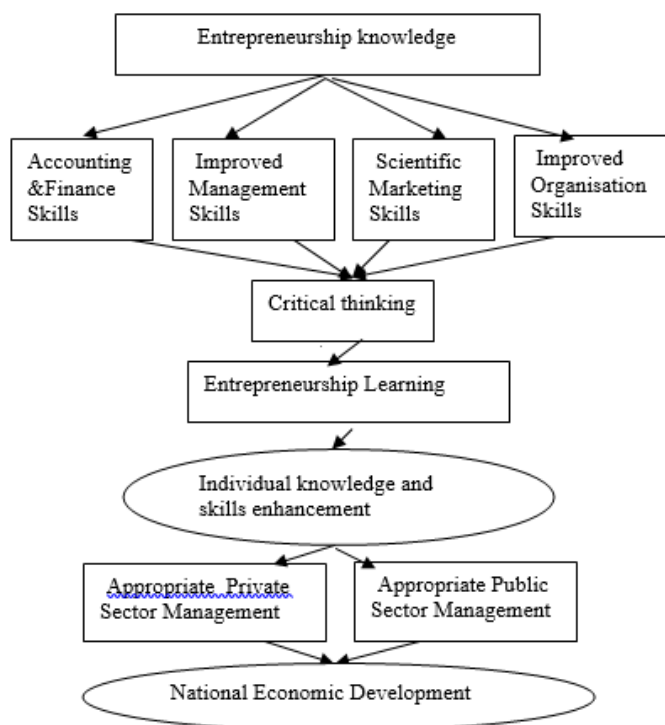 Entrepreneurship knowledge
Accounting
&Finance
Skills
Improved
Management
Skills
Scientific
Marketing
Skills
Improved
Organisation
Skills
Critical thinking
Entrepreneurship Learning
Individual knowledge and
skills enhancement
Appropriate Private
Sector Management
Appropriate Public
Sector Management
National Economic Development